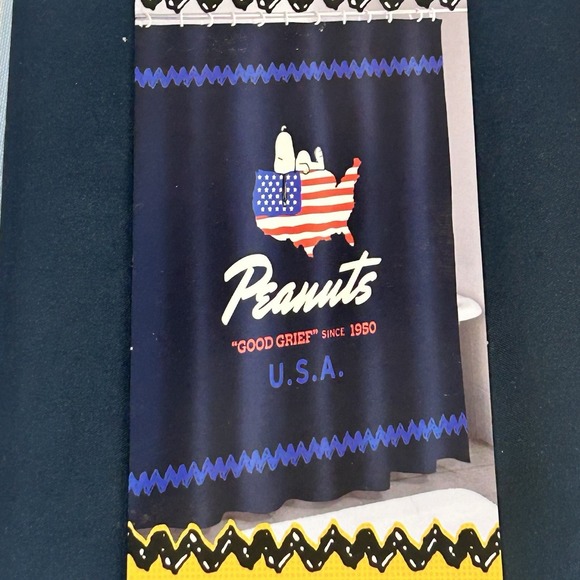 Peanuts
"GOOD GRIEF" SINCE 1950
U.S.A.